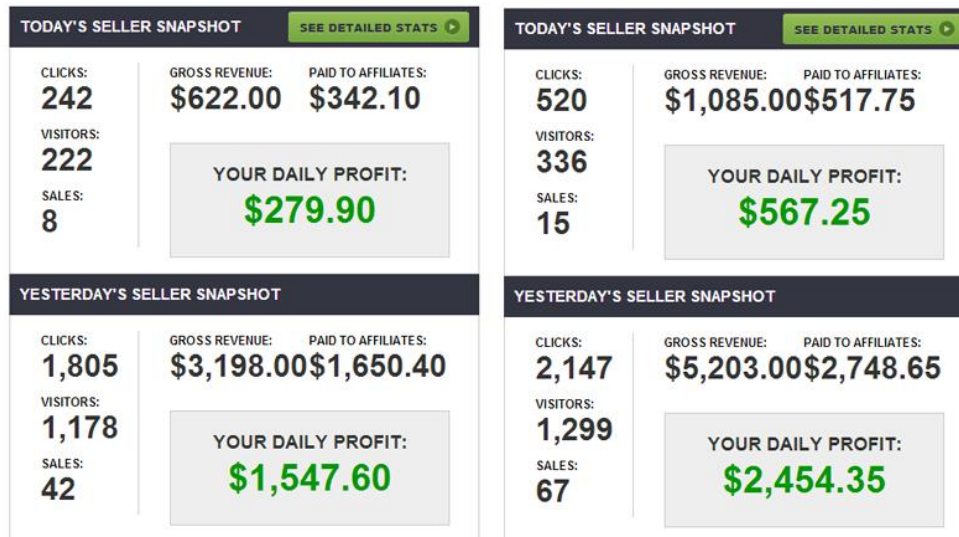 TODAY'S SELLER SNAPSHOT SEE DETAILED STATS
CLICKS: GROSS REVENUE: PAID TO AFFILIATES:
242 $622.00 $342.10
VISITORS:
222
YOUR DAILY PROFIT:
SALES:
$279.90
8
YESTERDAY'S SELLER SNAPSHOT
CLICKS: GROSS REVENUE: PAID TO AFFILIATES:
1,805 $3,198.00 $1,650.40
VISITORS:
1,178
YOUR DAILY PROFIT:
SALES:
$1,547.60
42
TODAY'S SELLER SNAPSHOT SEE DETAILED STATS
CLICKS: GROSS REVENUE: PAID TO AFFILIATES:
520 $1,085.00 $517.75
VISITORS:
336
YOUR DAILY PROFIT:
SALES:
$567.25
15
YESTERDAY'S SELLER SNAPSHOT
CLICKS: GROSS REVENUE: PAID TO AFFILIATES:
2,147 $5,203.00 $2,748.65
VISITORS:
1,299
YOUR DAILY PROFIT:
SALES:
$2,454.35
67